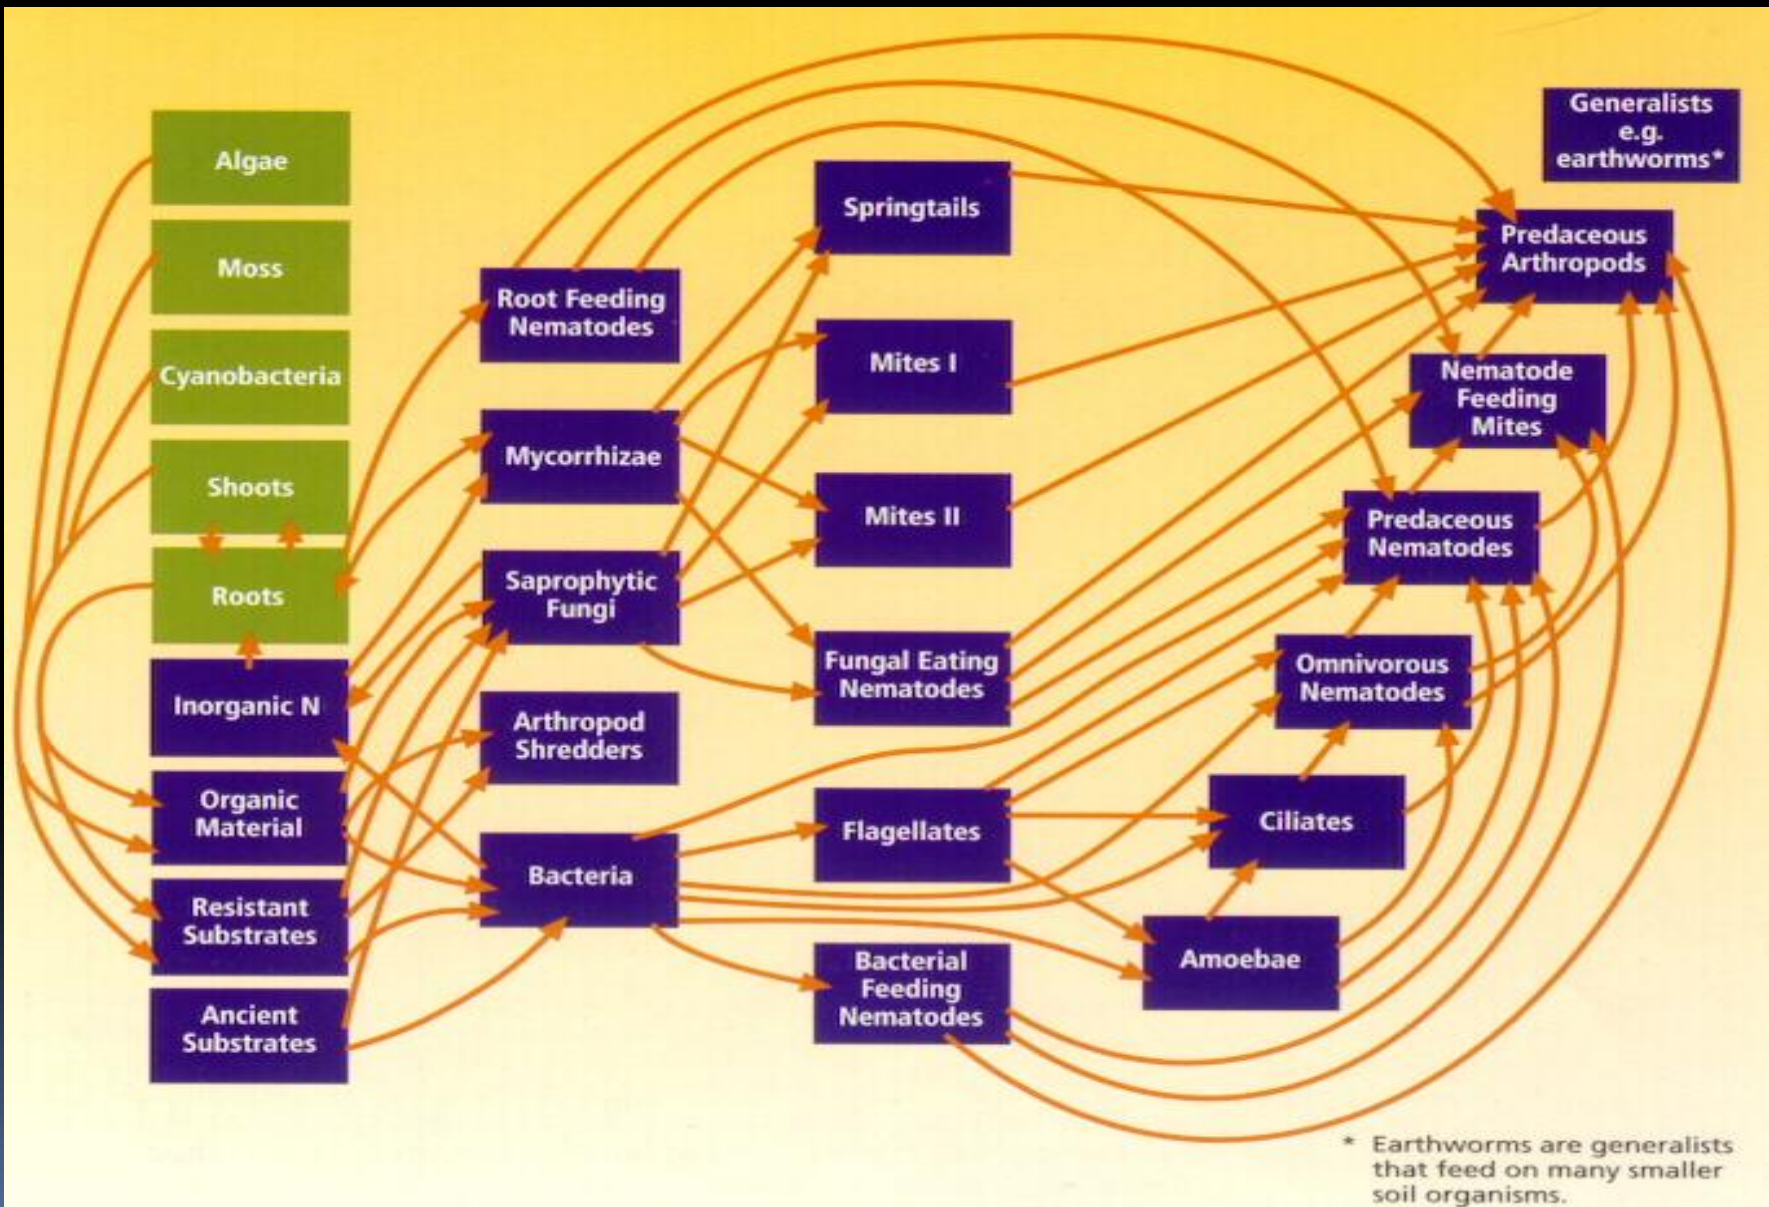 Algae
Moss
Cyanobacteria
Shoots
Roots
Inorganic N
Organic
Material
Resistant
Substrates
Ancient
Substrates
Root Feeding
Nematodes
Mycorrhizae
Saprophytic
Fungi
Arthropod
Shredders
Bacteria
Springtails
Mites I
Mites II
Fungal Eating
Nematodes
Flagellates
Bacterial
Feeding
Nematodes
Generalists
e.g.
earthworms*
Predaceous
Arthropods
Nematode
Feeding
Mites
Predaceous
Nematodes
Omnivorous
Nematodes
Ciliates
Amoebae
* Earthworms are generalists
that feed on many smaller
soil organisms.